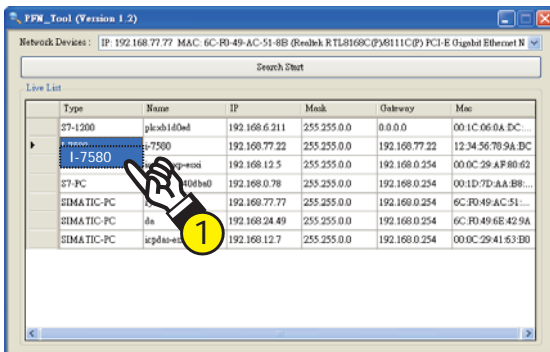 PFN_Tool (Version 1.2)
Network Devices : IP: 192.168.77.77 MAC: 6C-F0-49-AC-51-8B (Realtek RTL8168C(P)/8111C(P) PCI-E Gigabit Ethernet N
Search Start
Live List
Type Name IP Mask Gateway Mac
S7-1200 plcxb1d0ed 192.168.6.211 255.255.0.0 0.0.0.0 00:1C:06:0A:DC:...
I-7580 i-7580 192.168.77.22 255.255.0.0 192.168.77.22 12:34:56:78:9A:BC
192.168.12.5 255.255.0.0 192.168.0.254 00:0C:29:AF:80:62
S7-PC 192.168.0.78 255.255.0.0 192.168.0.254 00:1D:7D:AA:B8:...
SIMATIC-PC 192.168.77.77 255.255.0.0 192.168.0.254 6C:F0:49:AC:51:...
SIMATIC-PC da 192.168.24.49 255.255.0.0 192.168.0.254 6C:F0:49:6E:42:9A
SIMATIC-PC 192.168.12.7 255.255.0.0 192.168.0.254 00:0C:29:41:63:B0
1